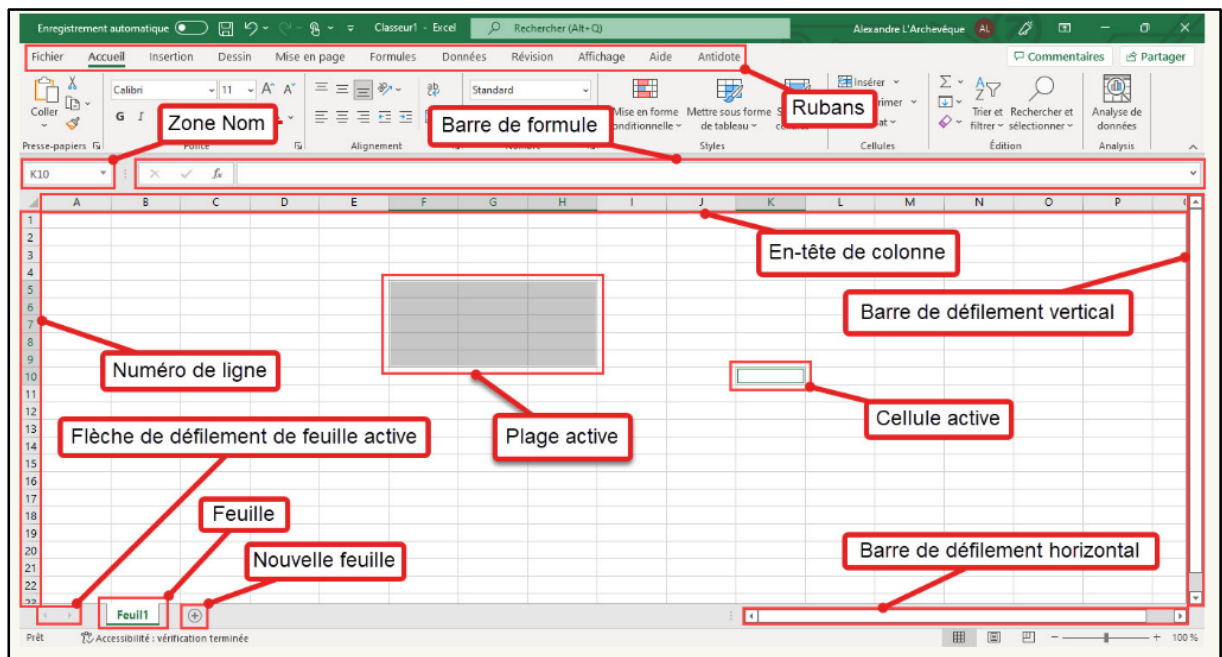 Enregistrement automatique Classeur1 - Excel Rechercher (Alt+Q) Alexandre L'Archevêque AL
Fichier Accueil Insertion Dessin Mise en page Formules Données Révision Affichage Aide Antidote Commentaires Partager
Coller
Calibri 11 A^ A˅
G I
ab
Standard
Mise en forme
Mettre sous forme
de tableau
Insérer
at
Σ
A
Z
Trier et
filtrer
Rechercher et
sélectionner
Analyse de
données
Zone Nom
Barre de formule
Rubans
Presse-papiers Police Alignement Styles Cellules Édition Analysis
K10 fx
A B C D E F G H I J K L M N O P
1
2
3
4
5
6
7
8
9
10
11
12
13
14
15
16
17
18
19
20
21
22
En-tête de colonne
Barre de défilement vertical
Numéro de ligne
Cellule active
Flèche de défilement de feuille active
Plage active
Feuille
Nouvelle feuille
Barre de défilement horizontal
Feuil1
Prêt Accessibilité : vérification terminée 100 %